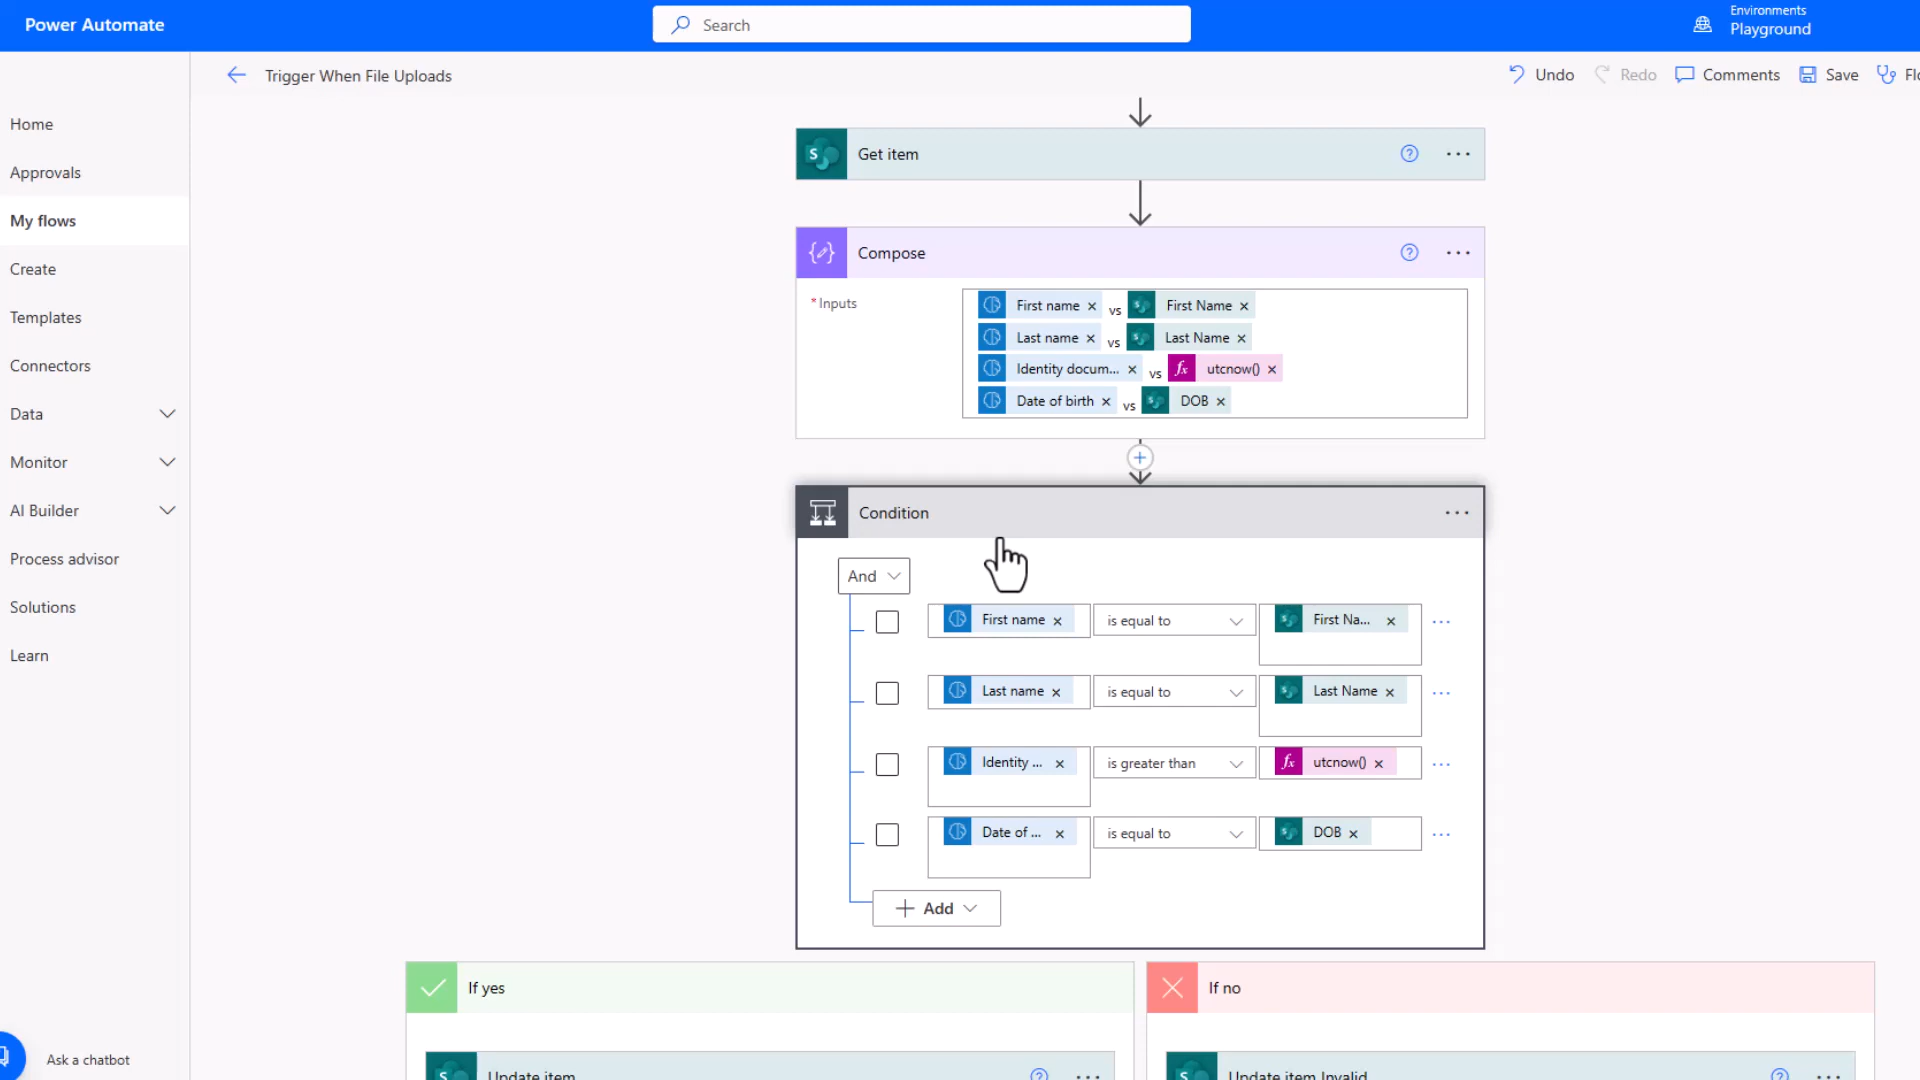 Power Automate
Search
Environments
Playground
Trigger When File Uploads
Undo
Redo
Comments
Save
Flo
Home
Approvals
My flows
Create
Templates
Connectors
Data
Monitor
AI Builder
Process advisor
Solutions
Learn
Ask a chatbot
S
Get item
Compose
* Inputs
First name vs First Name
Last name vs Last Name
Identity docum... vs fx utcnow()
Date of birth vs DOB
Condition
And
First name is equal to First Na...
Last name is equal to Last Name
Identity ... is greater than fx utcnow()
Date of ... is equal to DOB
Add
If yes
If no
S Update item
S Update item Invalid